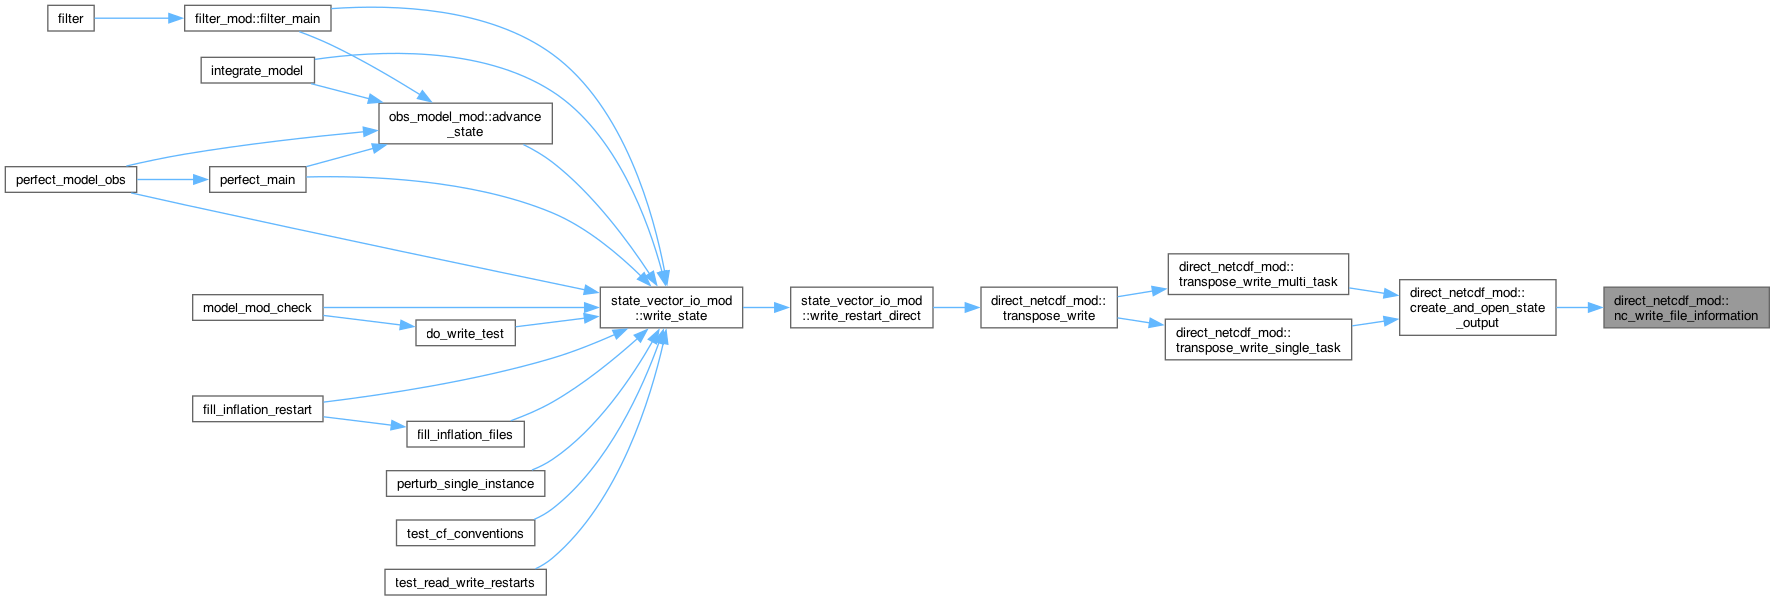 filter
filter_mod::filter_main
integrate_model
obs_model_mod::advance
_state
perfect_model_obs
perfect_main
model_mod_check
do_write_test
fill_inflation_restart
fill_inflation_files
perturb_single_instance
test_cf_conventions
test_read_write_restarts
state_vector_io_mod
::write_state
state_vector_io_mod
::write_restart_direct
direct_netcdf_mod::
transpose_write
direct_netcdf_mod::
transpose_write_multi_task
direct_netcdf_mod::
transpose_write_single_task
direct_netcdf_mod::
create_and_open_state
_output
direct_netcdf_mod::
nc_write_file_information